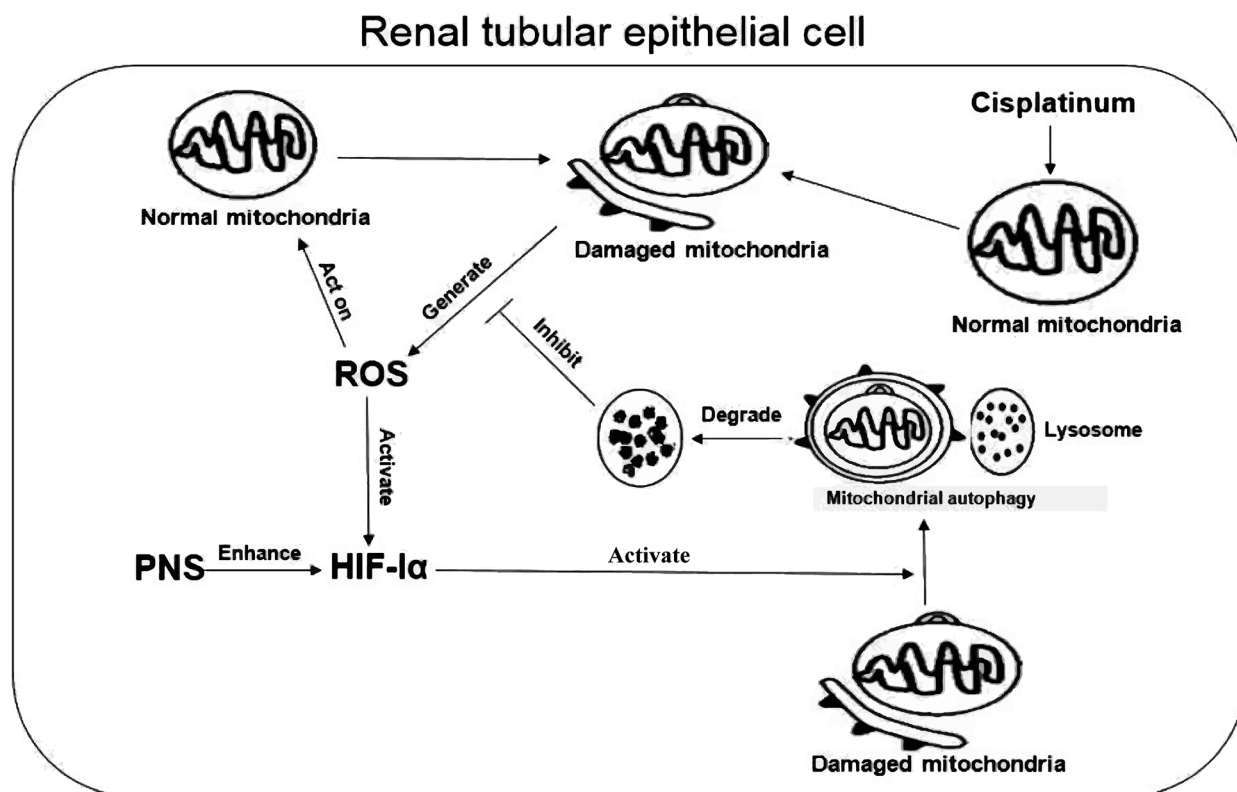 Renal tubular epithelial cell
Cisplatinum
Normal mitochondria
Damaged mitochondria
Normal mitochondria
Act on
Generate
Inhibit
ROS
Degrade
Lysosome
Activate
Mitochondrial autophagy
PNS
Enhance
HIF-Iα
Activate
Damaged mitochondria